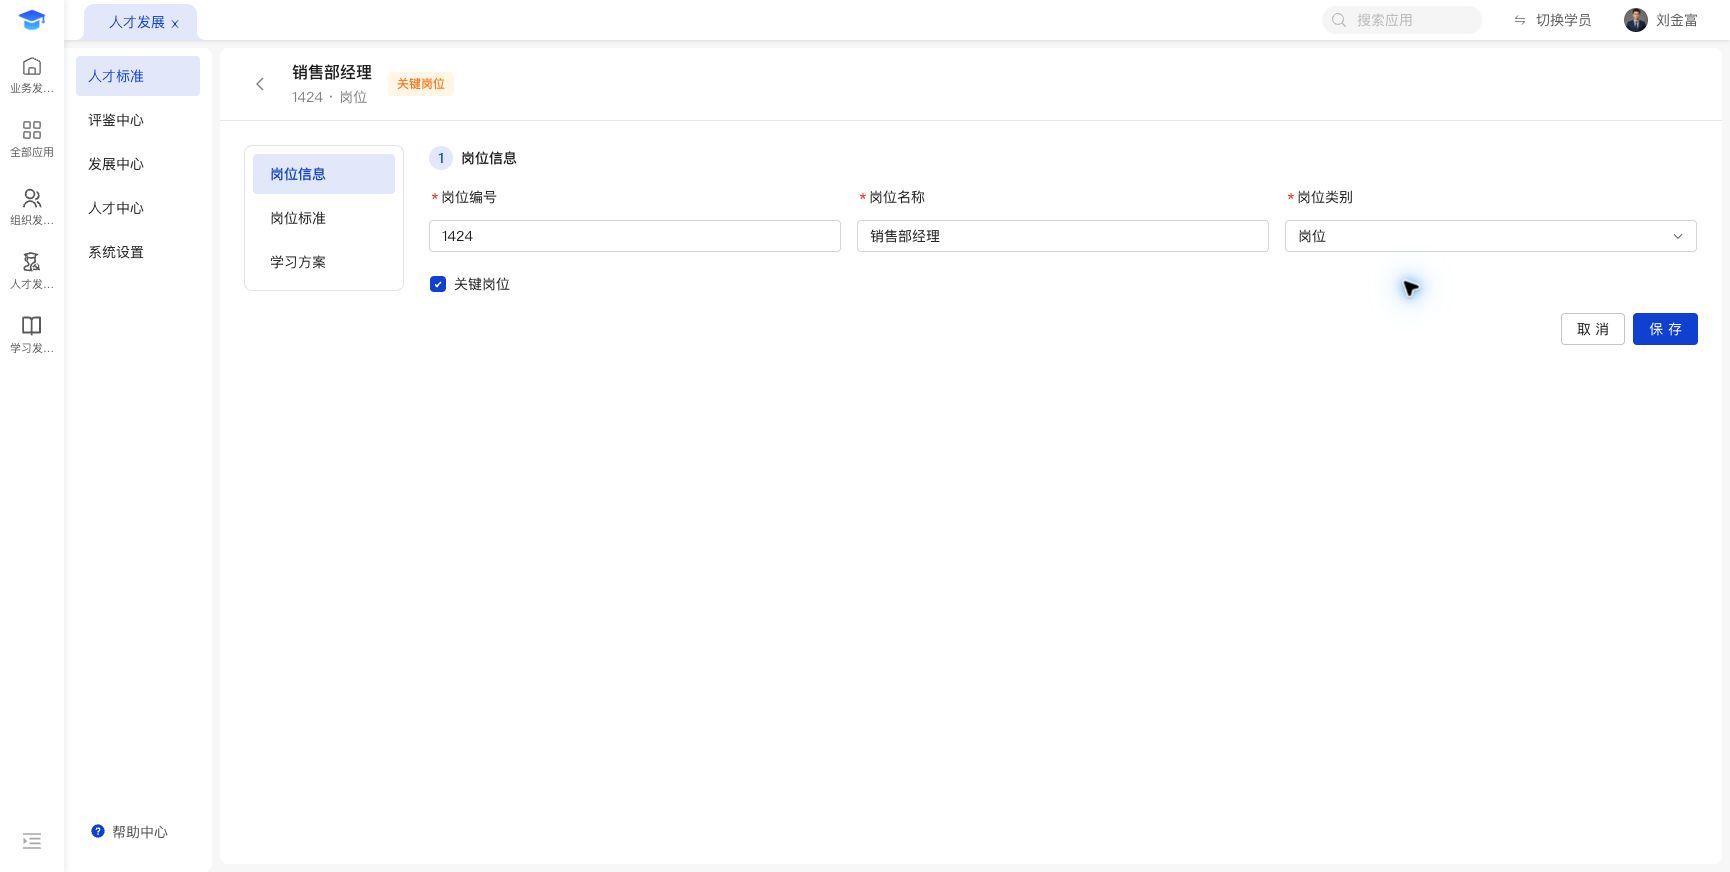 人才发展 x
搜索应用
切换学员
刘金富
业务发...
全部应用
组织发...
人才发...
学习发...
人才标准
评鉴中心
发展中心
人才中心
系统设置
帮助中心
销售部经理
1424 · 岗位
关键岗位
岗位信息
岗位标准
学习方案
1 岗位信息
*岗位编号
1424
*岗位名称
销售部经理
*岗位类别
岗位
关键岗位
取 消
保 存